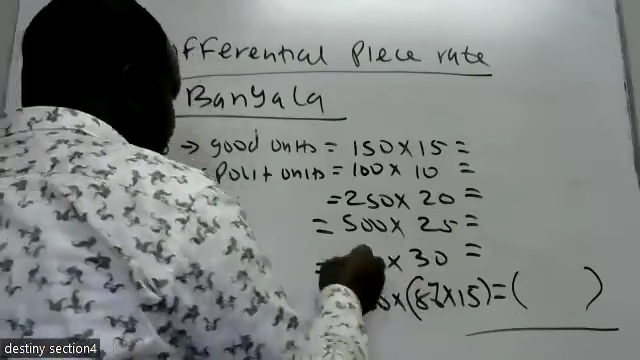 fferential Piece rate
Banyala
→ good units = 150 × 15 =
Polit units = 100 × 10 =
= 250 × 20 =
= 500 × 25 =
= × 30 =
×(8% × 15) = ( )
destiny section4